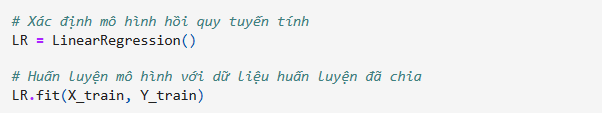 # Xác định mô hình hồi quy tuyến tính
LR = LinearRegression()
# Huấn luyện mô hình với dữ liệu huấn luyện đã chia
LR.fit(X_train, Y_train)